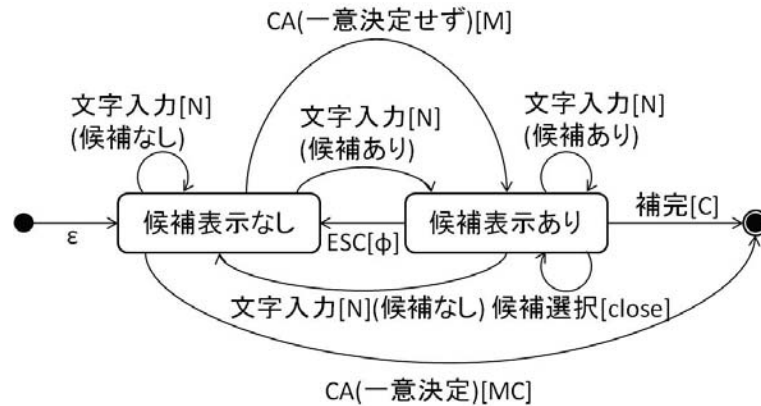 CA(一意決定せず)[M]
文字入力[N]
(候補なし)
文字入力[N]
(候補あり)
文字入力[N]
(候補あり)
候補表示なし
候補表示あり
補完[C]
ε
ESC[ϕ]
文字入力[N](候補なし)
候補選択[close]
CA(一意決定)[MC]